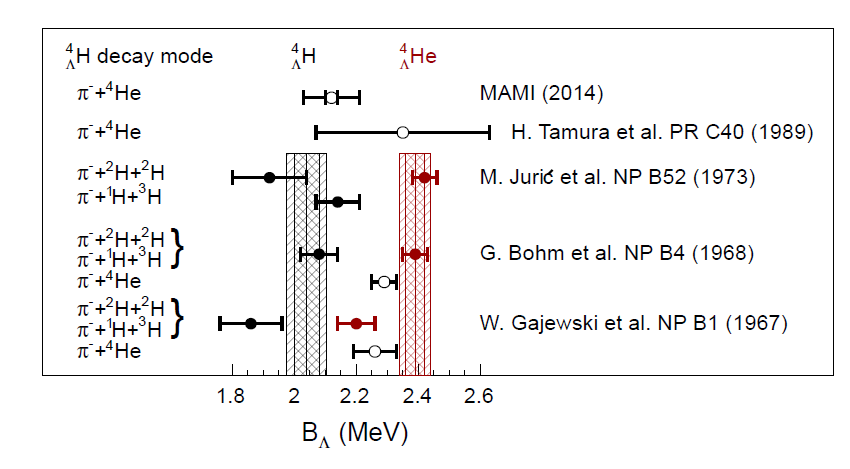 ⁴ΛH decay mode ⁴ΛH ⁴ΛHe
π⁻+⁴He MAMI (2014)
π⁻+⁴He H. Tamura et al. PR C40 (1989)
π⁻+²H+²H M. Jurić et al. NP B52 (1973)
π⁻+¹H+³H
π⁻+²H+²H
π⁻+¹H+³H } G. Bohm et al. NP B4 (1968)
π⁻+⁴He
π⁻+²H+²H
π⁻+¹H+³H } W. Gajewski et al. NP B1 (1967)
π⁻+⁴He
1.8 2 2.2 2.4 2.6
BΛ (MeV)